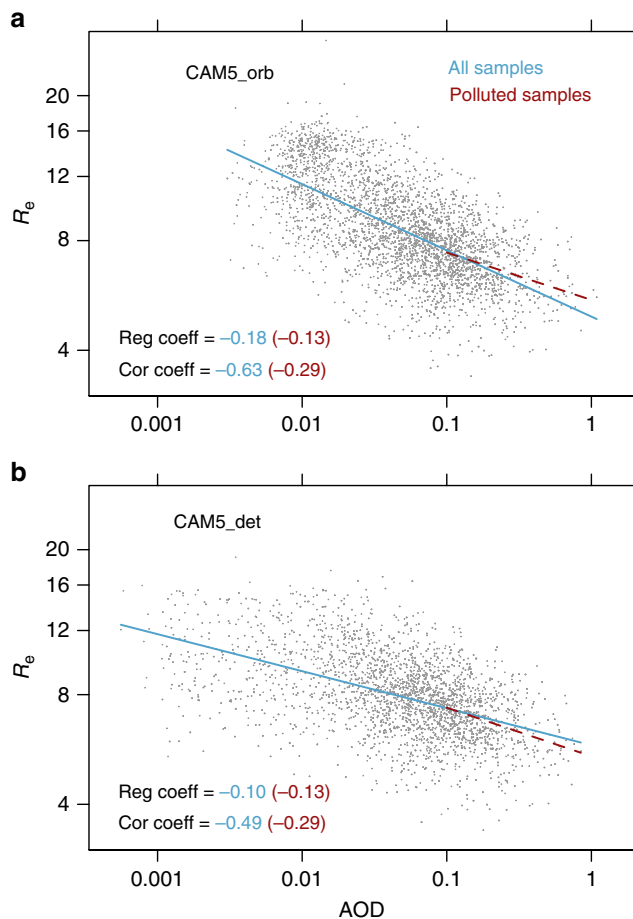 a
CAM5_orb
All samples
Polluted samples
20
16
12
8
4
Re
Reg coeff = –0.18 (–0.13)
Cor coeff = –0.63 (–0.29)
0.001 0.01 0.1 1
b
CAM5_det
20
16
12
8
4
Re
Reg coeff = –0.10 (–0.13)
Cor coeff = –0.49 (–0.29)
0.001 0.01 0.1 1
AOD